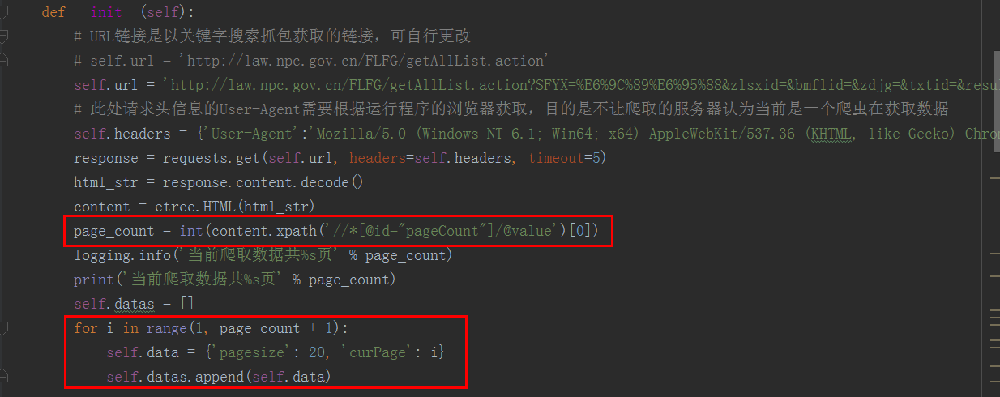 def __init__(self):
# URL链接是以关键字搜索抓包获取的链接，可自行更改
# self.url = 'http://law.npc.gov.cn/FLFG/getAllList.action'
self.url = 'http://law.npc.gov.cn/FLFG/getAllList.action?SFYX=%E6%9C%89%E6%95%88&zlsxid=&bmflid=&zdjg=&txtid=&resu
# 此处请求头信息的User-Agent需要根据运行程序的浏览器获取，目的是不让爬取的服务器认为当前是一个爬虫在获取数据
self.headers = {'User-Agent':'Mozilla/5.0 (Windows NT 6.1; Win64; x64) AppleWebKit/537.36 (KHTML, like Gecko) Chro
response = requests.get(self.url, headers=self.headers, timeout=5)
html_str = response.content.decode()
content = etree.HTML(html_str)
page_count = int(content.xpath('//*[@id="pageCount"]/@value')[0])
logging.info('当前爬取数据共%s页' % page_count)
print('当前爬取数据共%s页' % page_count)
self.datas = []
for i in range(1, page_count + 1):
self.data = {'pagesize': 20, 'curPage': i}
self.datas.append(self.data)